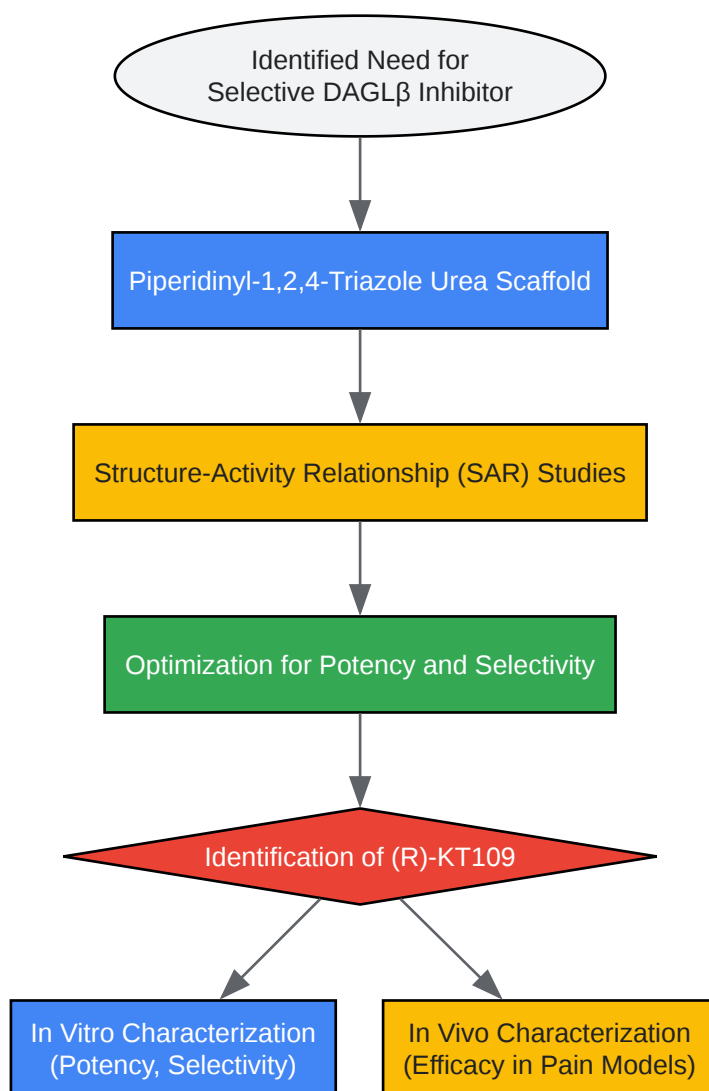 Identified Need for
Selective DAGLβ Inhibitor
Piperidinyl-1,2,4-Triazole Urea Scaffold
Structure-Activity Relationship (SAR) Studies
Optimization for Potency and Selectivity
Identification of (R)-KT109
In Vitro Characterization
(Potency, Selectivity)
In Vivo Characterization
(Efficacy in Pain Models)